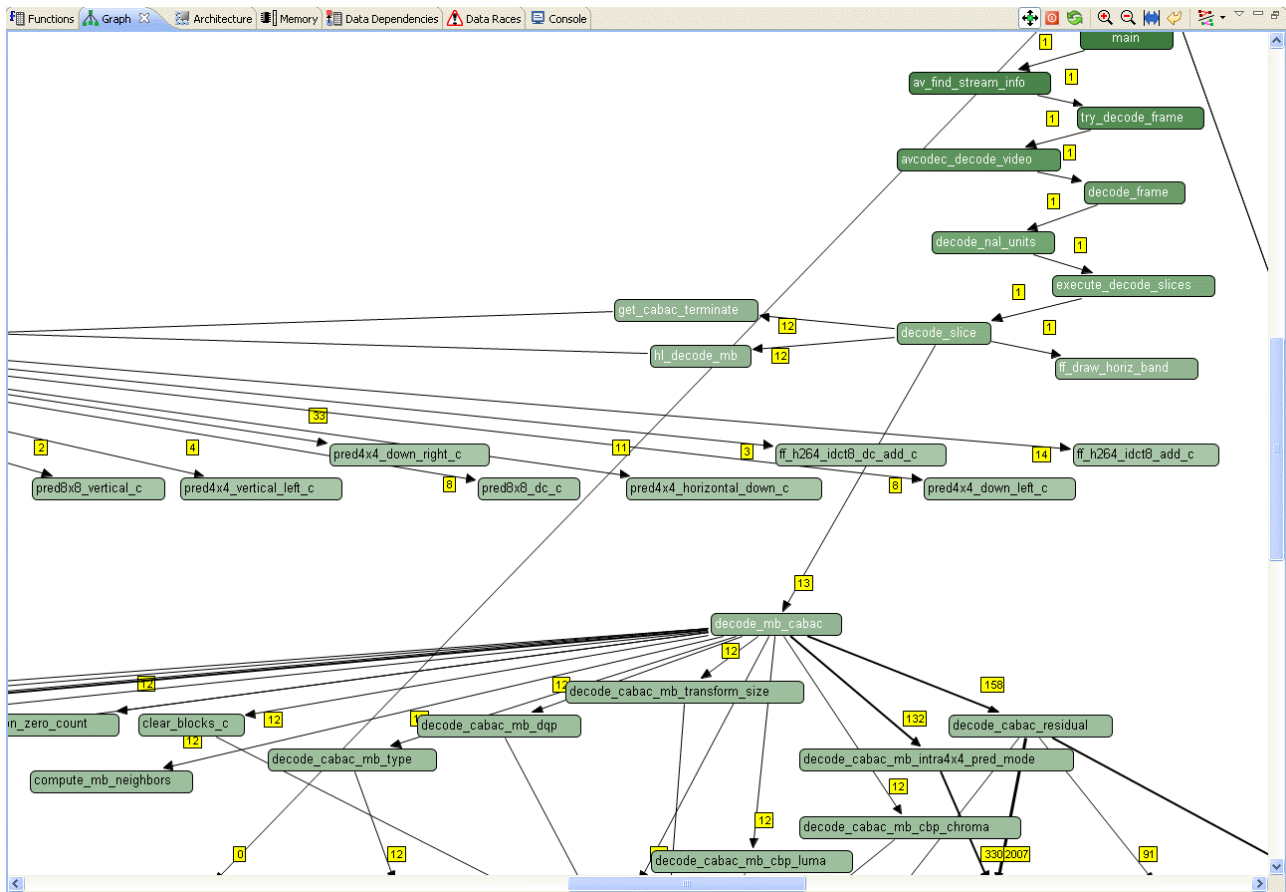 Functions
Graph
Architecture
Memory
Data Dependencies
Data Races
Console
main
1
av_find_stream_info
1
try_decode_frame
1
avcodec_decode_video
1
decode_frame
1
decode_nal_units
1
execute_decode_slices
1
get_cabac_terminate
12
decode_slice
1
hl_decode_mb
12
ff_draw_horiz_band
33
2
4
pred4x4_down_right_c
11
3
ff_h264_idct8_dc_add_c
14
ff_h264_idct8_add_c
pred8x8_vertical_c
pred4x4_vertical_left_c
8
pred8x8_dc_c
pred4x4_horizontal_down_c
8
pred4x4_down_left_c
13
decode_mb_cabac
12
12
12
decode_cabac_mb_transform_size
158
n_zero_count
clear_blocks_c
12
decode_cabac_mb_dqp
132
decode_cabac_residual
12
decode_cabac_mb_type
decode_cabac_mb_intra4x4_pred_mode
compute_mb_neighbors
12
12
decode_cabac_mb_cbp_chroma
0
12
decode_cabac_mb_cbp_luma
330
2007
91